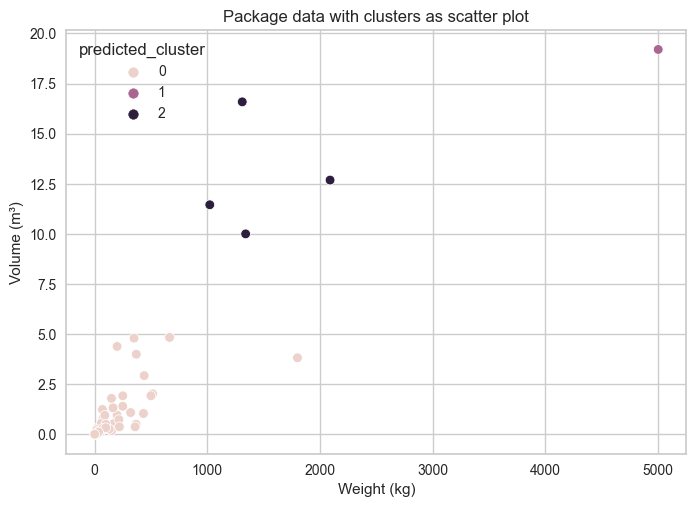 Package data with clusters as scatter plot
predicted_cluster
0
1
2
Volume (m³)
20.0
17.5
15.0
12.5
10.0
7.5
5.0
2.5
0.0
0 1000 2000 3000 4000 5000
Weight (kg)